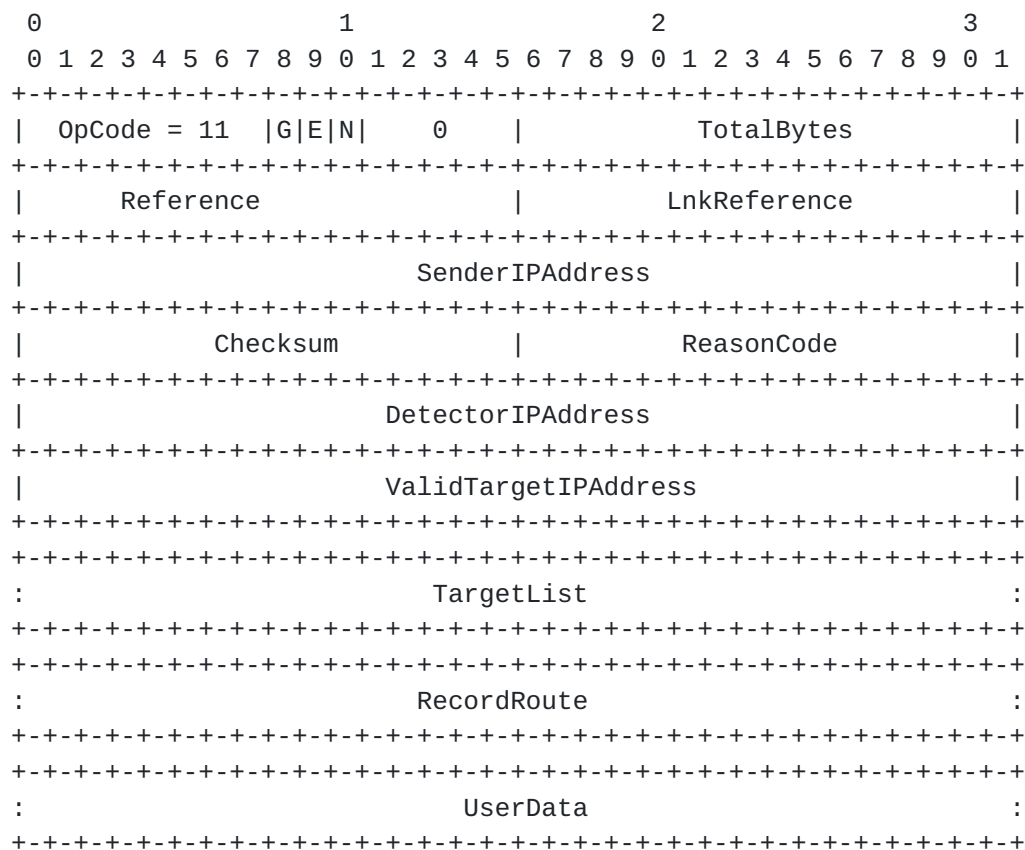 0                   1                   2                   3
 0 1 2 3 4 5 6 7 8 9 0 1 2 3 4 5 6 7 8 9 0 1 2 3 4 5 6 7 8 9 0 1
+-+-+-+-+-+-+-+-+-+-+-+-+-+-+-+-+-+-+-+-+-+-+-+-+-+-+-+-+-+-+-+-+
|  OpCode = 11  |G|E|N|    0    |           TotalBytes          |
+-+-+-+-+-+-+-+-+-+-+-+-+-+-+-+-+-+-+-+-+-+-+-+-+-+-+-+-+-+-+-+-+
|      Reference                |         LnkReference          |
+-+-+-+-+-+-+-+-+-+-+-+-+-+-+-+-+-+-+-+-+-+-+-+-+-+-+-+-+-+-+-+-+
|                         SenderIPAddress                       |
+-+-+-+-+-+-+-+-+-+-+-+-+-+-+-+-+-+-+-+-+-+-+-+-+-+-+-+-+-+-+-+-+
|            Checksum           |          ReasonCode           |
+-+-+-+-+-+-+-+-+-+-+-+-+-+-+-+-+-+-+-+-+-+-+-+-+-+-+-+-+-+-+-+-+
|                       DetectorIPAddress                       |
+-+-+-+-+-+-+-+-+-+-+-+-+-+-+-+-+-+-+-+-+-+-+-+-+-+-+-+-+-+-+-+-+
|                       ValidTargetIPAddress                    |
+-+-+-+-+-+-+-+-+-+-+-+-+-+-+-+-+-+-+-+-+-+-+-+-+-+-+-+-+-+-+-+-+
+-+-+-+-+-+-+-+-+-+-+-+-+-+-+-+-+-+-+-+-+-+-+-+-+-+-+-+-+-+-+-+-+
:                          TargetList                           :
+-+-+-+-+-+-+-+-+-+-+-+-+-+-+-+-+-+-+-+-+-+-+-+-+-+-+-+-+-+-+-+-+
+-+-+-+-+-+-+-+-+-+-+-+-+-+-+-+-+-+-+-+-+-+-+-+-+-+-+-+-+-+-+-+-+
:                         RecordRoute                           :
+-+-+-+-+-+-+-+-+-+-+-+-+-+-+-+-+-+-+-+-+-+-+-+-+-+-+-+-+-+-+-+-+
+-+-+-+-+-+-+-+-+-+-+-+-+-+-+-+-+-+-+-+-+-+-+-+-+-+-+-+-+-+-+-+-+
:                            UserData                           :
+-+-+-+-+-+-+-+-+-+-+-+-+-+-+-+-+-+-+-+-+-+-+-+-+-+-+-+-+-+-+-+-+